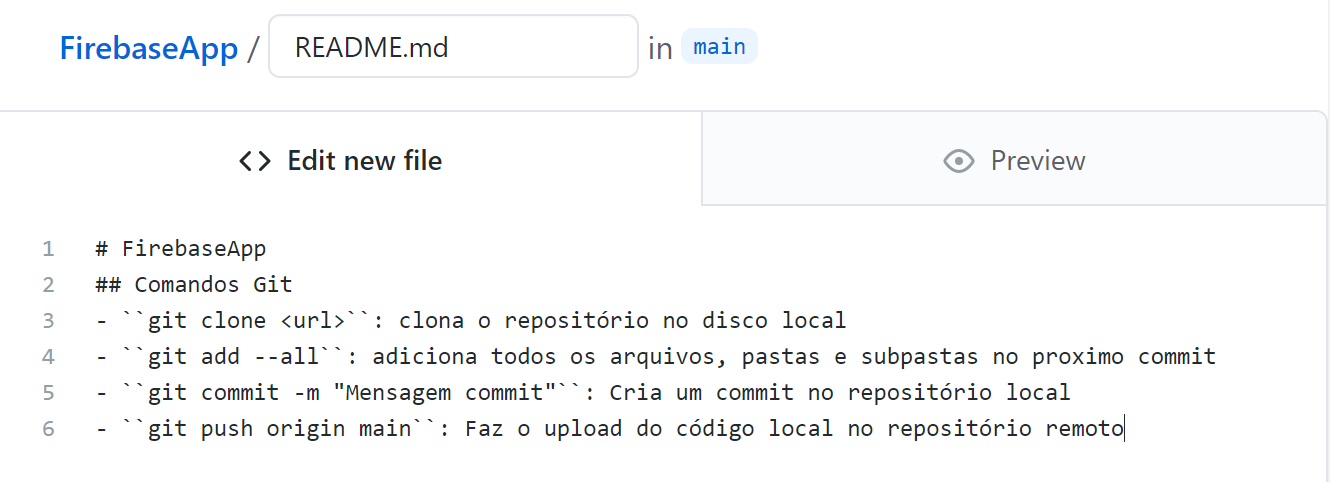 FirebaseApp / README.md in main
<> Edit new file
Preview
1 # FirebaseApp
2 ## Comandos Git
3 - ``git clone <url>``: clona o repositório no disco local
4 - ``git add --all``: adiciona todos os arquivos, pastas e subpastas no proximo commit
5 - ``git commit -m "Mensagem commit"``: Cria um commit no repositório local
6 - ``git push origin main``: Faz o upload do código local no repositório remoto